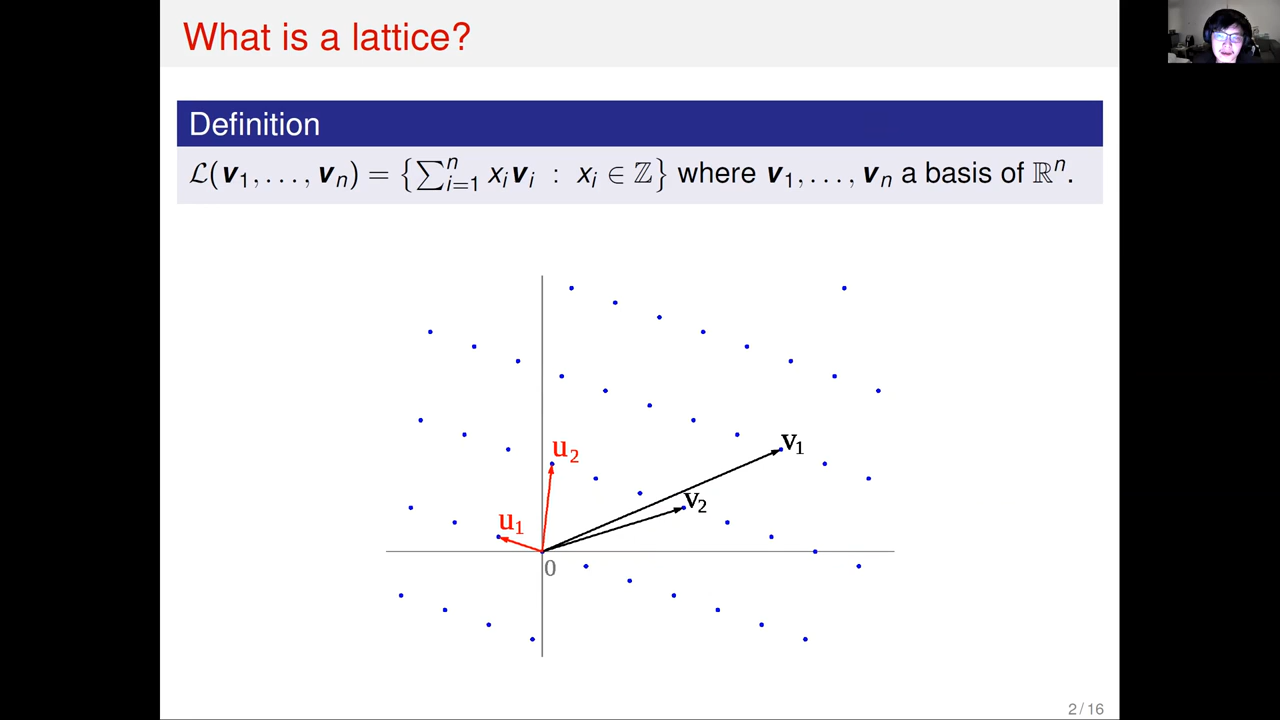 What is a lattice?
Definition
ℒ(𝒗₁, …, 𝒗ₙ) = {∑ⁿᵢ₌₁ xᵢ𝒗ᵢ : xᵢ ∈ ℤ} where 𝒗₁, …, 𝒗ₙ a basis of ℝⁿ.
v₁
u₂
v₂
u₁
0
2 / 16